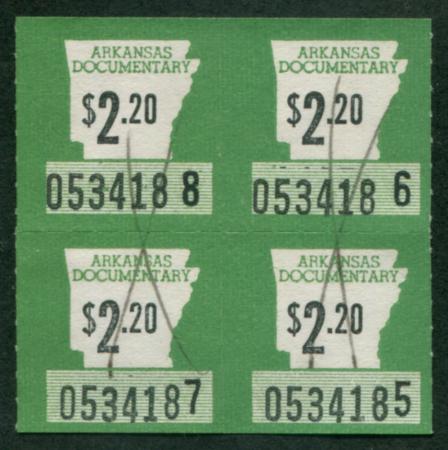 ARKANSAS
DOCUMENTARY
$2.20
0534188
ARKANSAS
DOCUMENTARY
$2.20
0534186
ARKANSAS
DOCUMENTARY
$2.20
0534187
ARKANSAS
DOCUMENTARY
$2.20
0534185